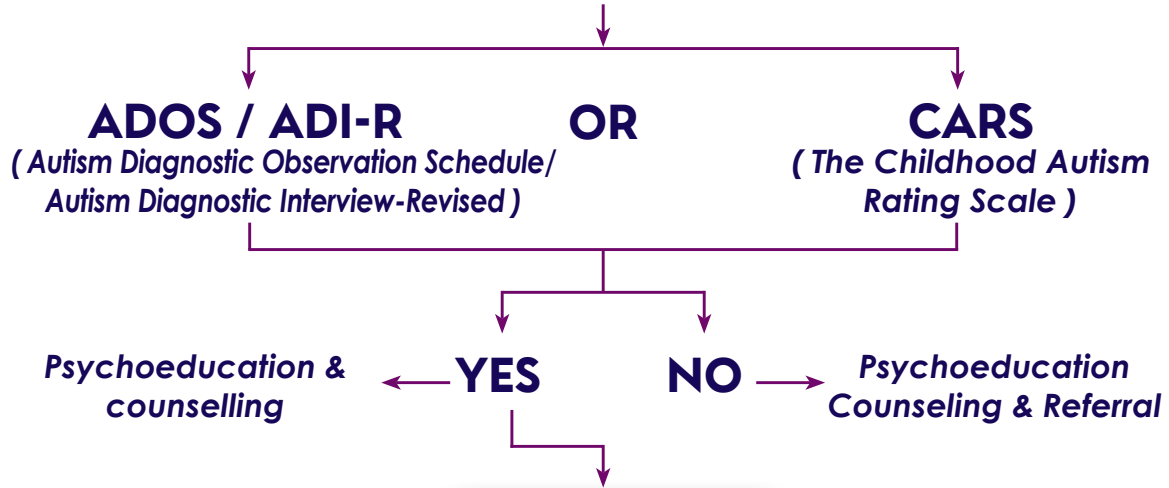 ADOS / ADI-R
( Autism Diagnostic Observation Schedule/
Autism Diagnostic Interview-Revised )
OR
CARS
( The Childhood Autism
Rating Scale )
Psychoeducation &
counselling
YES
NO
Psychoeducation
Counseling & Referral